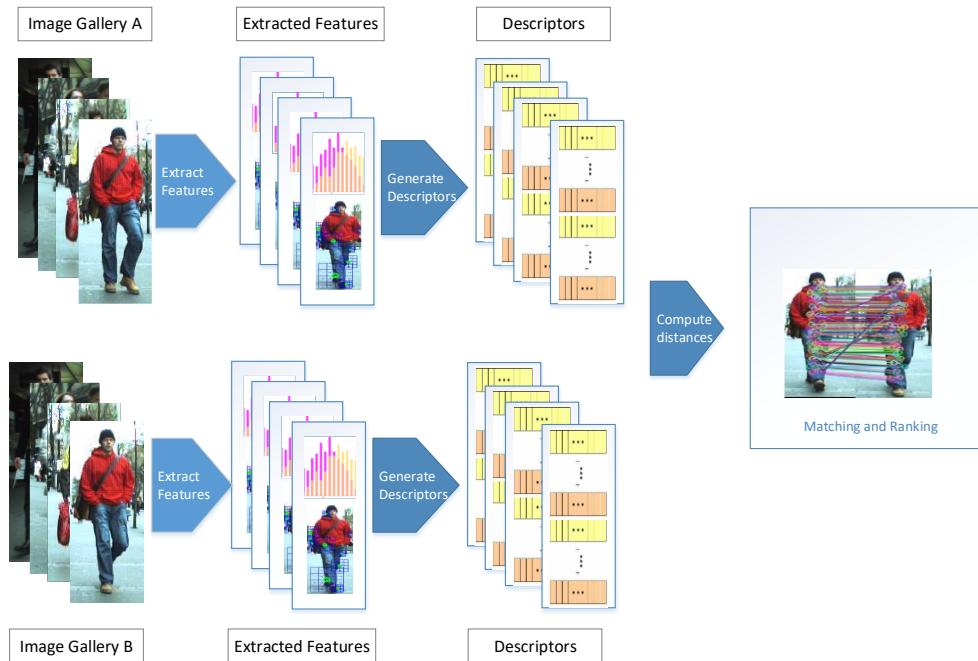 Image Gallery A
Extracted Features
Descriptors
Extract
Features
Generate
Descriptors
Compute
distances
Matching and Ranking
Extract
Features
Generate
Descriptors
Image Gallery B
Extracted Features
Descriptors